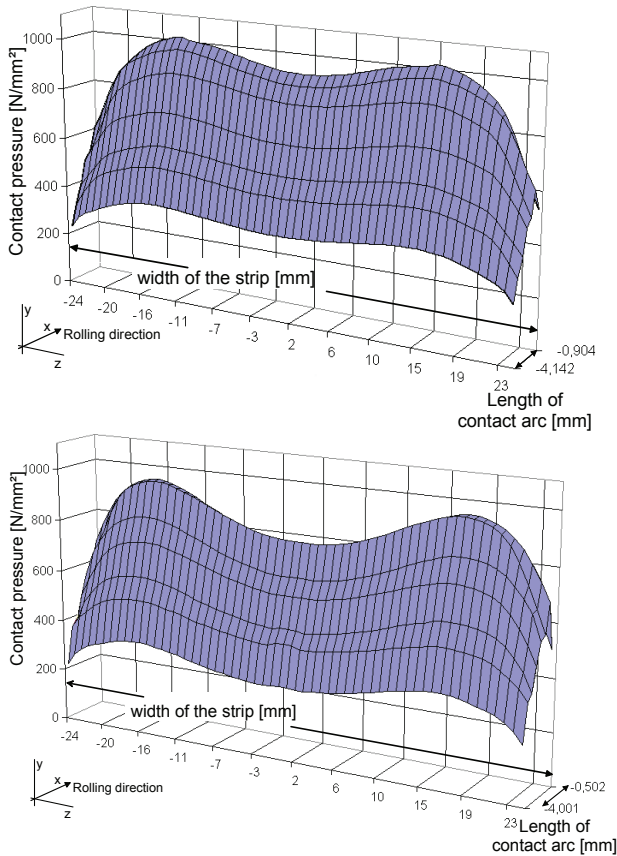 Contact pressure [N/mm²]
1000
800
600
400
200
0
width of the strip [mm]
-24
-20
-16
-11
-7
-3
2
6
10
15
19
23
-0,904
-4,142
Length of
contact arc [mm]
y
x Rolling direction
z
Contact pressure [N/mm²]
1000
800
600
400
200
0
width of the strip [mm]
-24
-20
-16
-11
-7
-3
2
6
10
15
19
23
-0,502
-4,001
Length of
contact arc [mm]
y
x Rolling direction
z